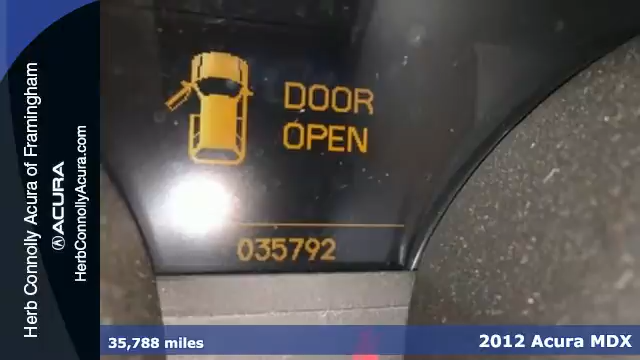 Herb Connolly Acura of Framingham
ACURA
HerbConnollyAcura.com
DOOR
OPEN
035792
35,788 miles
2012 Acura MDX